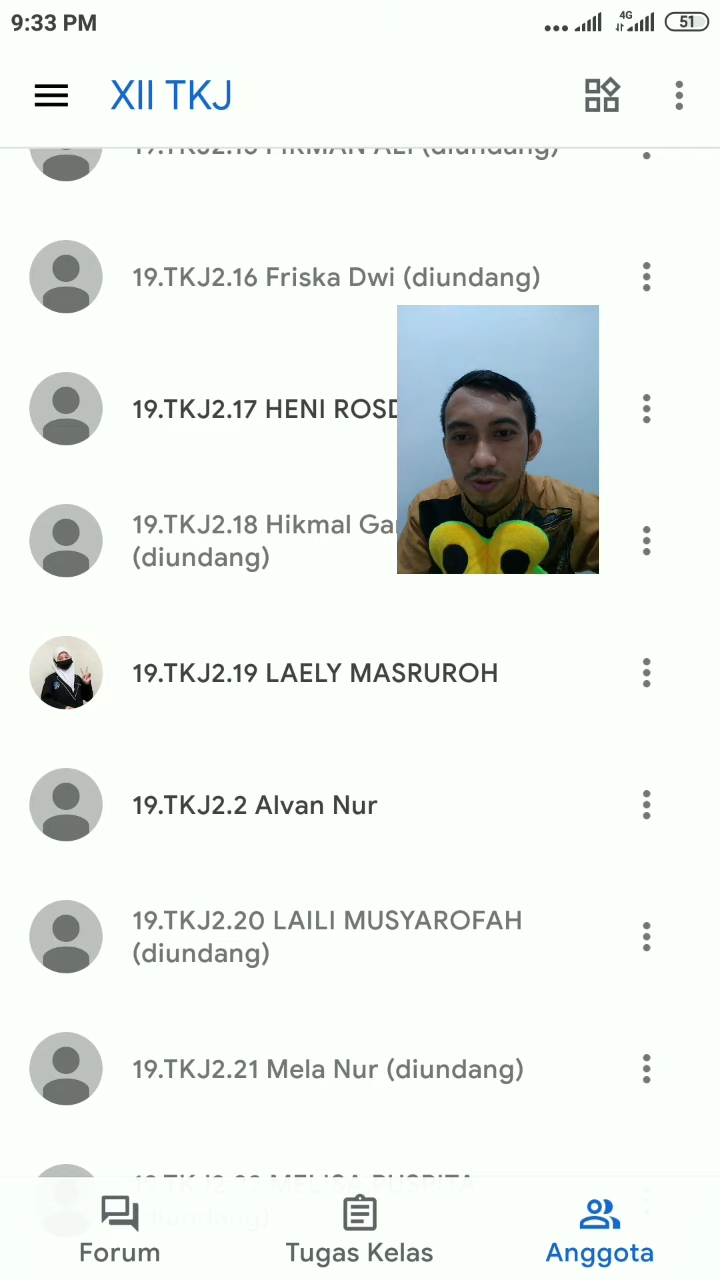 9:33 PM
4G
51
XII TKJ
(diundang)
19.TKJ2.16 Friska Dwi (diundang)
19.TKJ2.17 HENI
19.TKJ2.18 Hikmal
(diundang)
19.TKJ2.19 LAELY MASRUROH
19.TKJ2.2 Alvan Nur
19.TKJ2.20 LAILI MUSYAROFAH
(diundang)
19.TKJ2.21 Mela Nur (diundang)
(diundang)
Forum
Tugas Kelas
Anggota